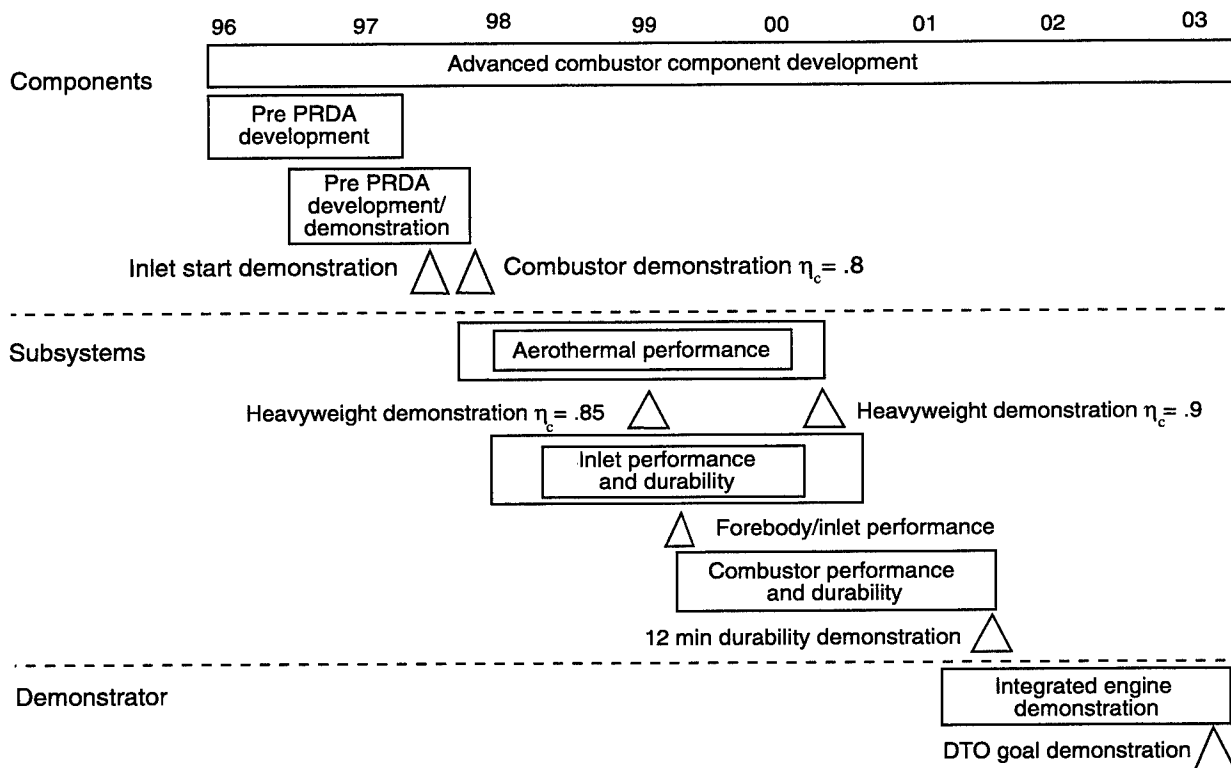 96 97 98 99 00 01 02 03
Components
Advanced combustor component development
Pre PRDA
development
Pre PRDA
development/
demonstration
Inlet start demonstration
Combustor demonstration η_c = .8
Subsystems
Aerothermal performance
Heavyweight demonstration η_c = .85
Heavyweight demonstration η_c = .9
Inlet performance
and durability
Forebody/inlet performance
Combustor performance
and durability
12 min durability demonstration
Demonstrator
Integrated engine
demonstration
DTO goal demonstration